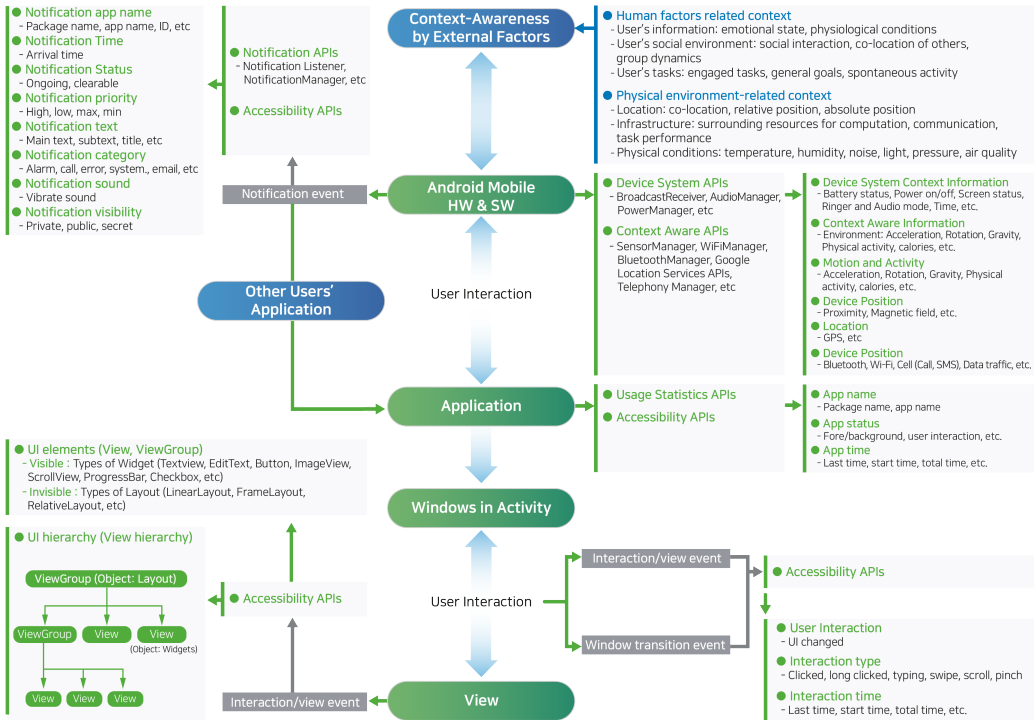 Notification app name
- Package name, app name, ID, etc
Notification Time
- Arrival time
Notification Status
- Ongoing, clearable
Notification priority
- High, low, max, min
Notification text
- Main text, subtext, title, etc
Notification category
- Alarm, call, error, system., email, etc
Notification sound
- Vibrate sound
Notification visibility
- Private, public, secret
Notification APIs
- Notification Listener,
NotificationManager, etc
Accessibility APIs
Notification event
Context-Awareness
by External Factors
Human factors related context
- User's information: emotional state, physiological conditions
- User's social environment: social interaction, co-location of others,
group dynamics
- User's tasks: engaged tasks, general goals, spontaneous activity
Physical environment-related context
- Location: co-location, relative position, absolute position
- Infrastructure: surrounding resources for computation, communication,
task performance
- Physical conditions: temperature, humidity, noise, light, pressure, air quality
Android Mobile
HW & SW
Device System APIs
- BroadcastReceiver, AudioManager,
PowerManager, etc
Context Aware APIs
- SensorManager, WiFiManager,
BluetoothManager, Google
Location Services APIs,
Telephony Manager, etc
Device System Context Information
- Battery status, Power on/off, Screen status,
Ringer and Audio mode, Time, etc.
Context Aware Information
- Environment: Acceleration, Rotation, Gravity,
Physical activity, calories, etc.
Motion and Activity
- Acceleration, Rotation, Gravity, Physical
activity, calories, etc.
Device Position
- Proximity, Magnetic field, etc.
Location
- GPS, etc
Device Position
- Bluetooth, Wi-Fi, Cell (Call, SMS), Data traffic, etc.
Other Users'
Application
User Interaction
Application
Usage Statistics APIs
Accessibility APIs
App name
- Package name, app name
App status
- Fore/background, user interaction, etc.
App time
- Last time, start time, total time, etc.
UI elements (View, ViewGroup)
- Visible : Types of Widget (Textview, EditText, Button, ImageView,
ScrollView, ProgressBar, Checkbox, etc)
- Invisible : Types of Layout (LinearLayout, FrameLayout,
RelativeLayout, etc)
Windows in Activity
UI hierarchy (View hierarchy)
ViewGroup (Object: Layout)
ViewGroup
View
View
(Object: Widgets)
View
View
View
Accessibility APIs
Interaction/view event
User Interaction
Interaction/view event
Window transition event
Accessibility APIs
User Interaction
- UI changed
Interaction type
- Clicked, long clicked, typing, swipe, scroll, pinch
Interaction time
- Last time, start time, total time, etc.
View